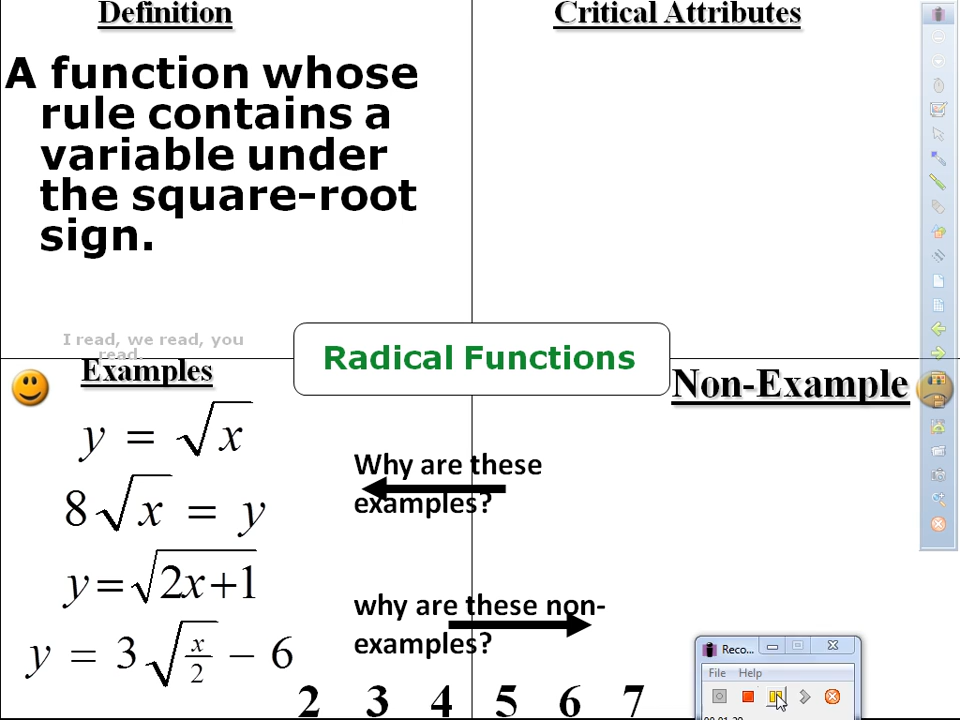 Definition
Critical Attributes
A function whose
rule contains a
variable under
the square-root
sign.
I read, we read, you
read.
Radical Functions
Examples
Non-Example
y = √x
8√x = y
y = √2x+1
y = 3√x/2 − 6
Why are these
examples?
why are these non-
examples?
2 3 4 5 6 7
Reco...
File Help